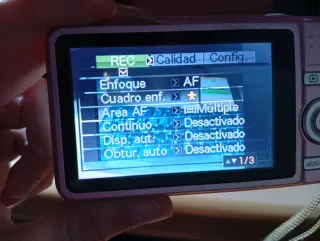 REC Calidad Config.
Enfoque AF
Cuadro enf.
Área AF Múltiple
Continuo Desactivado
Disp. aut. Desactivado
Obtur. auto Desactivado
1/3